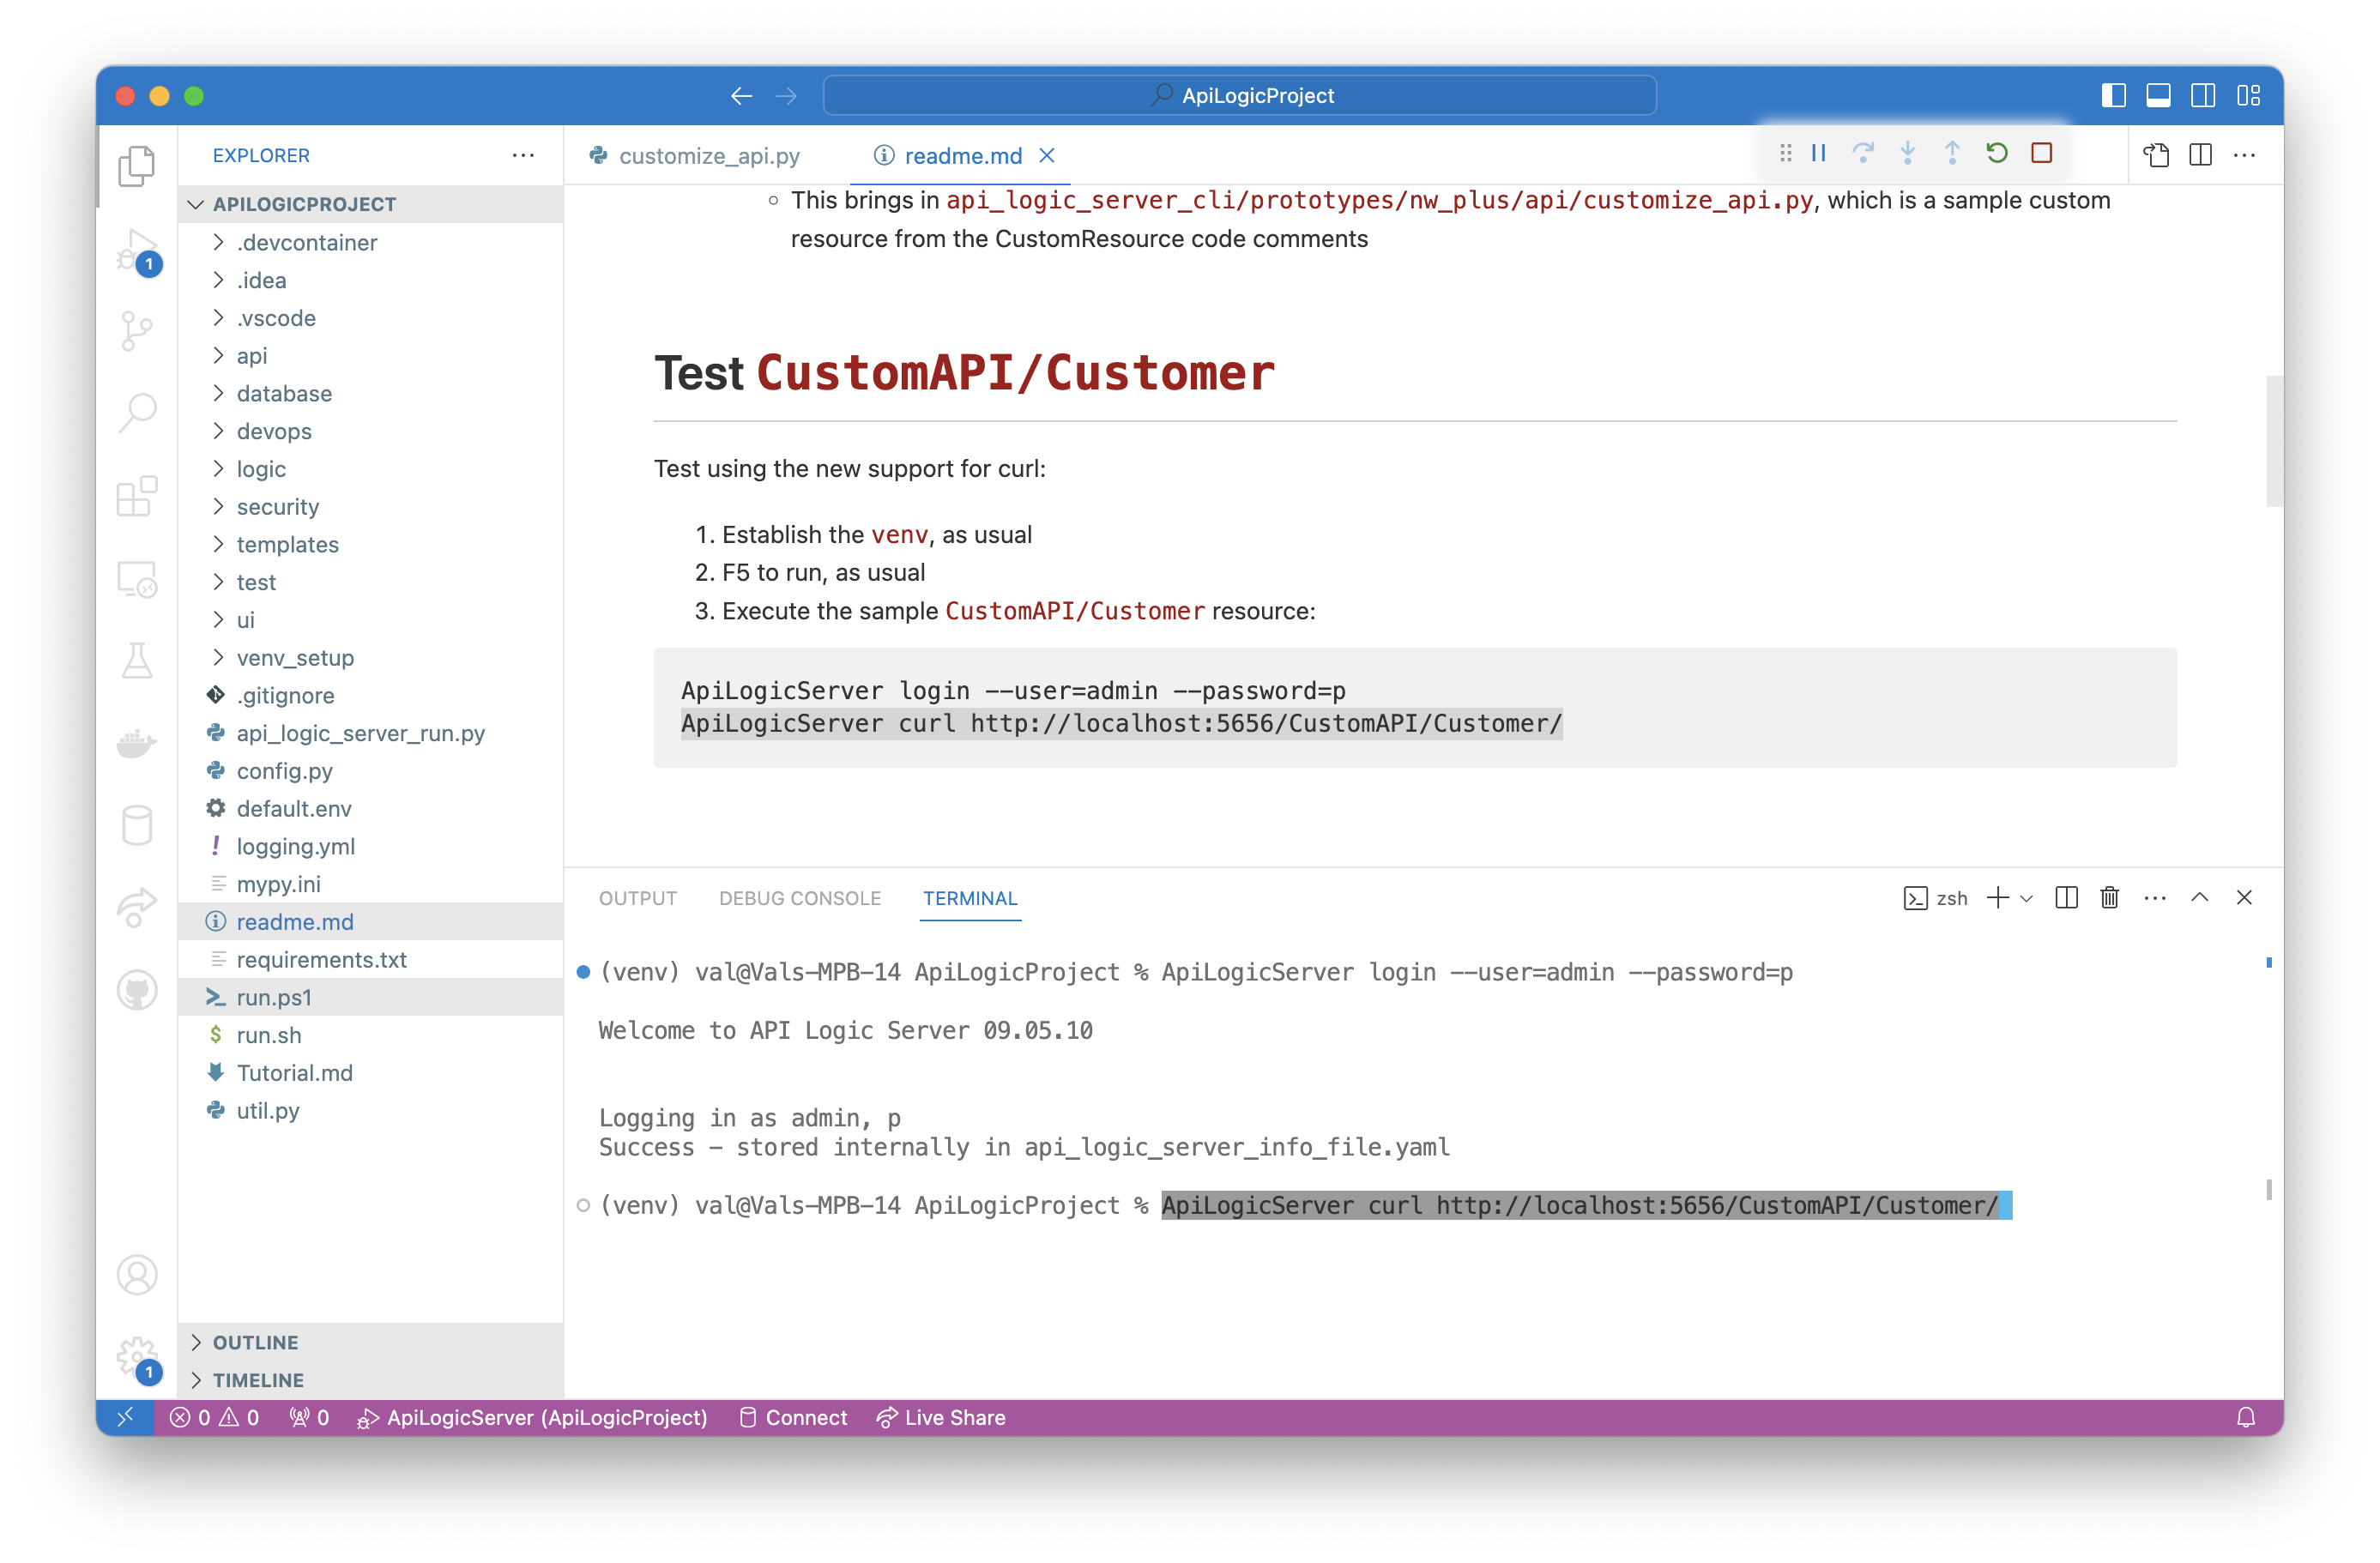 ApiLogicProject
EXPLORER
APILOGICPROJECT
.devcontainer
.idea
.vscode
api
database
devops
logic
security
templates
test
ui
venv_setup
.gitignore
api_logic_server_run.py
config.py
default.env
logging.yml
mypy.ini
readme.md
requirements.txt
run.ps1
run.sh
Tutorial.md
util.py
OUTLINE
TIMELINE
1
1
customize_api.py
readme.md
This brings in api_logic_server_cli/prototypes/nw_plus/api/customize_api.py, which is a sample custom
resource from the CustomResource code comments
Test CustomAPI/Customer
Test using the new support for curl:
1. Establish the venv, as usual
2. F5 to run, as usual
3. Execute the sample CustomAPI/Customer resource:
ApiLogicServer login --user=admin --password=p
ApiLogicServer curl http://localhost:5656/CustomAPI/Customer/
OUTPUT DEBUG CONSOLE TERMINAL
zsh
(venv) val@Vals-MPB-14 ApiLogicProject % ApiLogicServer login --user=admin --password=p
Welcome to API Logic Server 09.05.10
Logging in as admin, p
Success - stored internally in api_logic_server_info_file.yaml
(venv) val@Vals-MPB-14 ApiLogicProject % ApiLogicServer curl http://localhost:5656/CustomAPI/Customer/
0 0 0 ApiLogicServer (ApiLogicProject) Connect Live Share